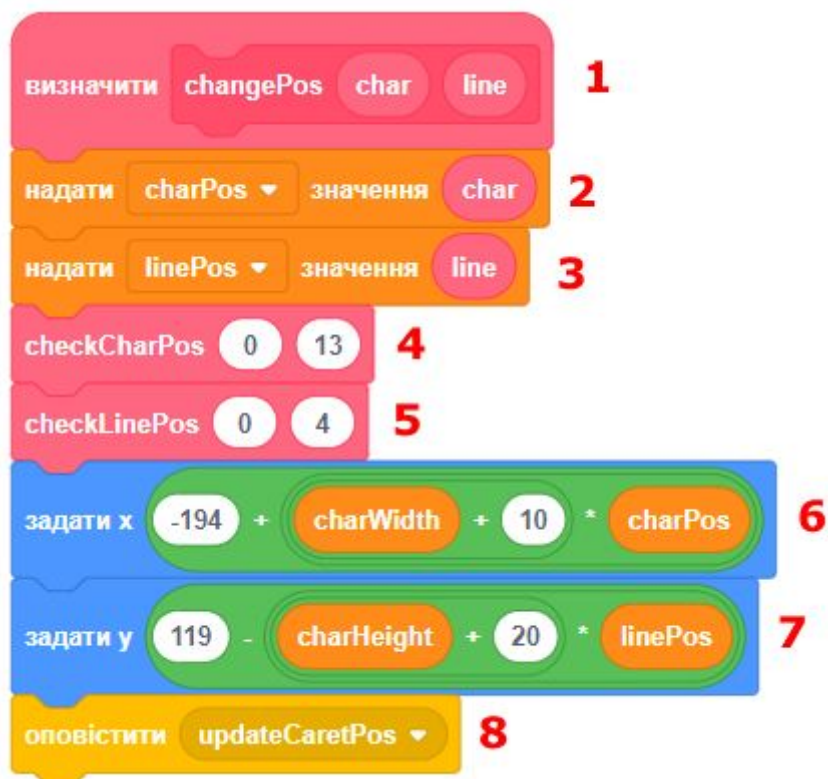 визначити changePos char line 1
надати charPos значення char 2
надати linePos значення line 3
checkCharPos 0 13 4
checkLinePos 0 4 5
задати x -194 + charWidth + 10 * charPos 6
задати y 119 - charHeight + 20 * linePos 7
оповістити updateCaretPos 8